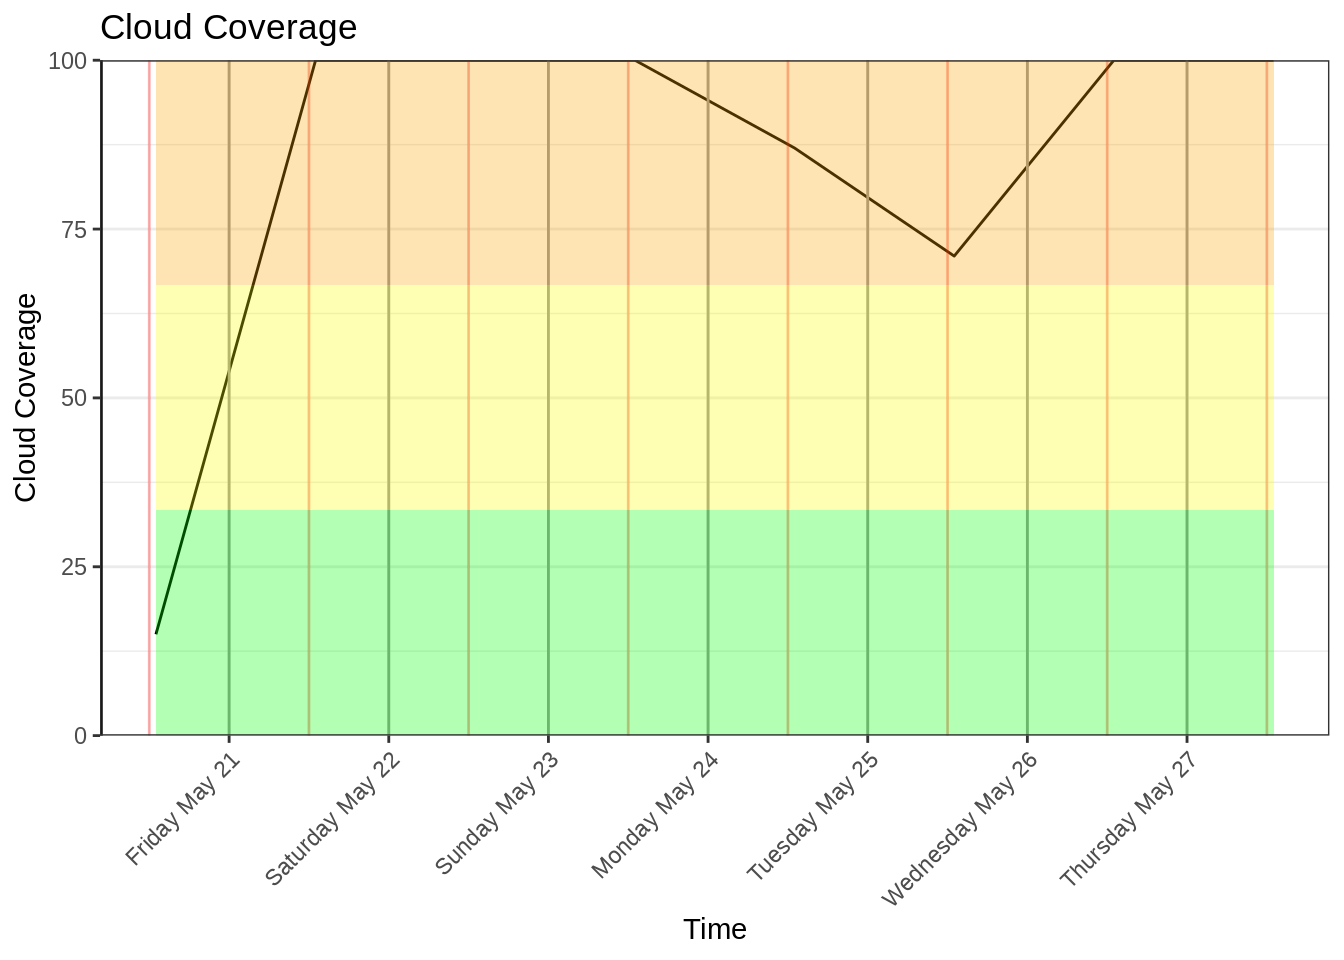 Cloud Coverage
100
75
50
25
0
Cloud Coverage
Friday May 21
Saturday May 22
Sunday May 23
Monday May 24
Tuesday May 25
Wednesday May 26
Thursday May 27
Time